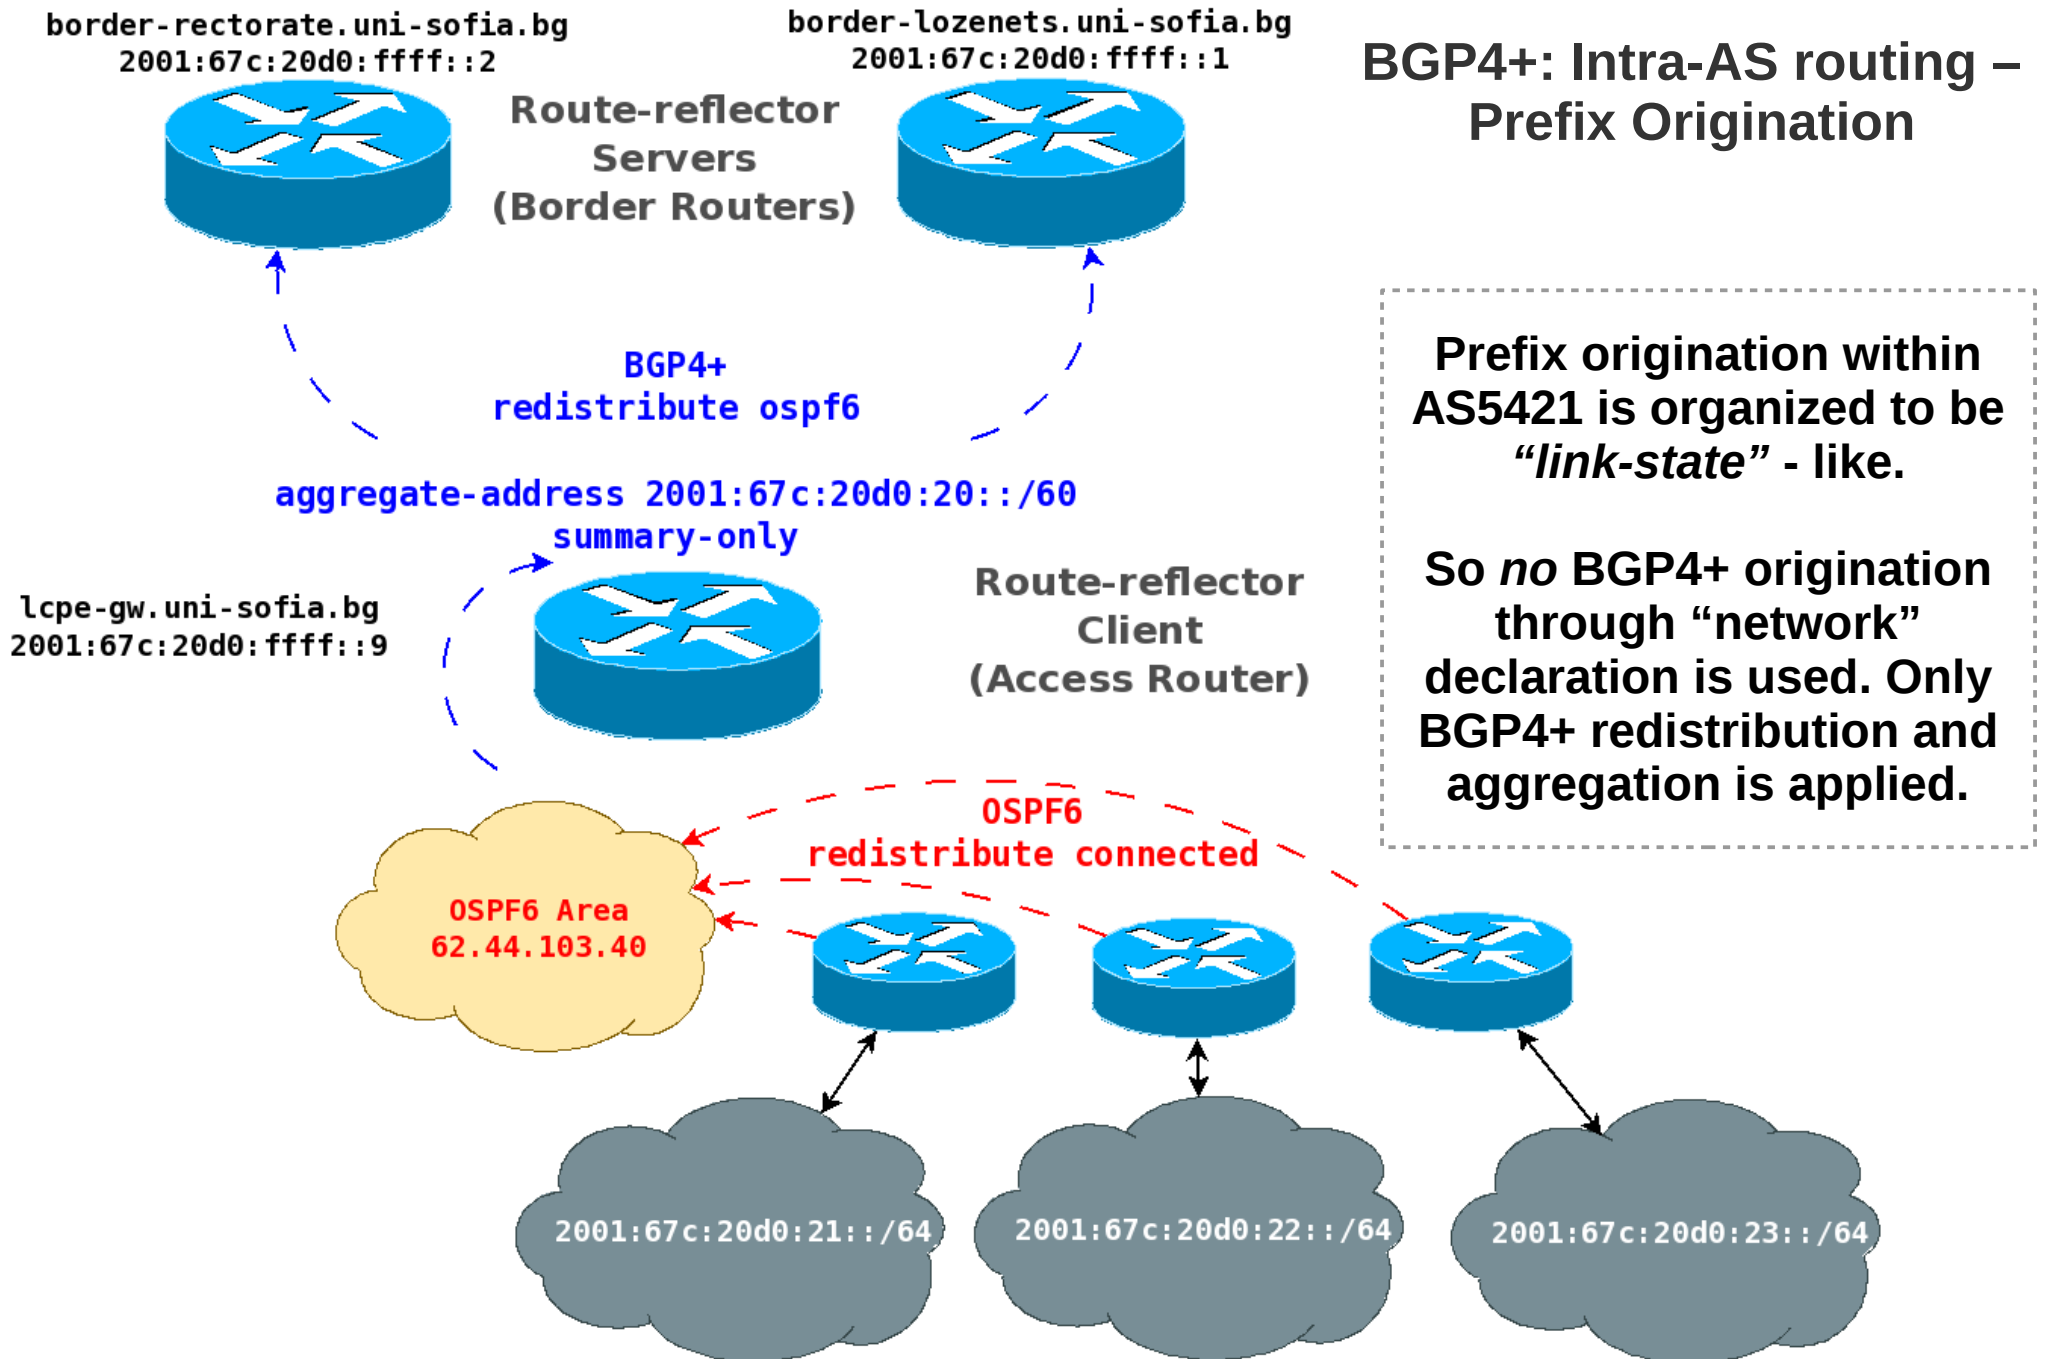 border-rectorate.uni-sofia.bg
2001:67c:20d0:ffff::2
border-lozenets.uni-sofia.bg
2001:67c:20d0:ffff::1
BGP4+: Intra-AS routing –
Prefix Origination
Route-reflector
Servers
(Border Routers)
BGP4+
redistribute ospf6
aggregate-address 2001:67c:20d0:20::/60
summary-only
Prefix origination within
AS5421 is organized to be
“link-state” - like.
So no BGP4+ origination
through “network”
declaration is used. Only
BGP4+ redistribution and
aggregation is applied.
lcpe-gw.uni-sofia.bg
2001:67c:20d0:ffff::9
Route-reflector
Client
(Access Router)
OSPF6
redistribute connected
OSPF6 Area
62.44.103.40
2001:67c:20d0:21::/64
2001:67c:20d0:22::/64
2001:67c:20d0:23::/64